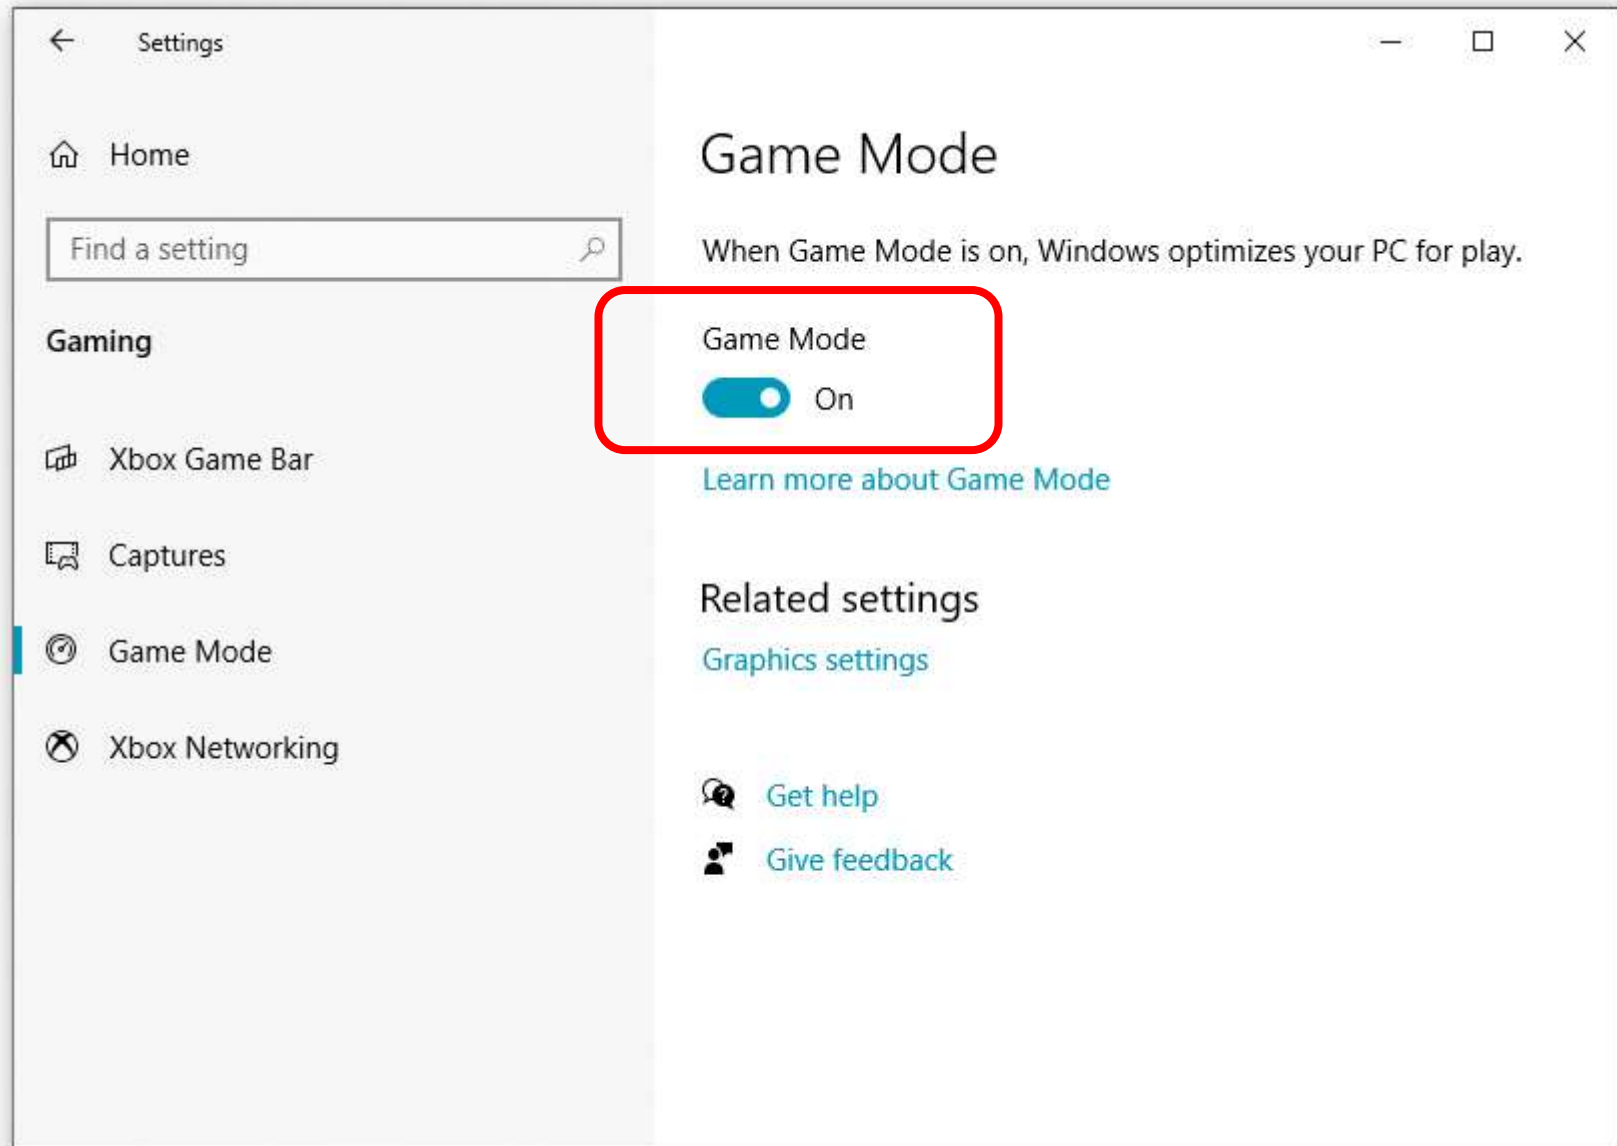 Settings
Home
Find a setting
Gaming
Xbox Game Bar
Captures
Game Mode
Xbox Networking
Game Mode
When Game Mode is on, Windows optimizes your PC for play.
Game Mode
On
Learn more about Game Mode
Related settings
Graphics settings
Get help
Give feedback